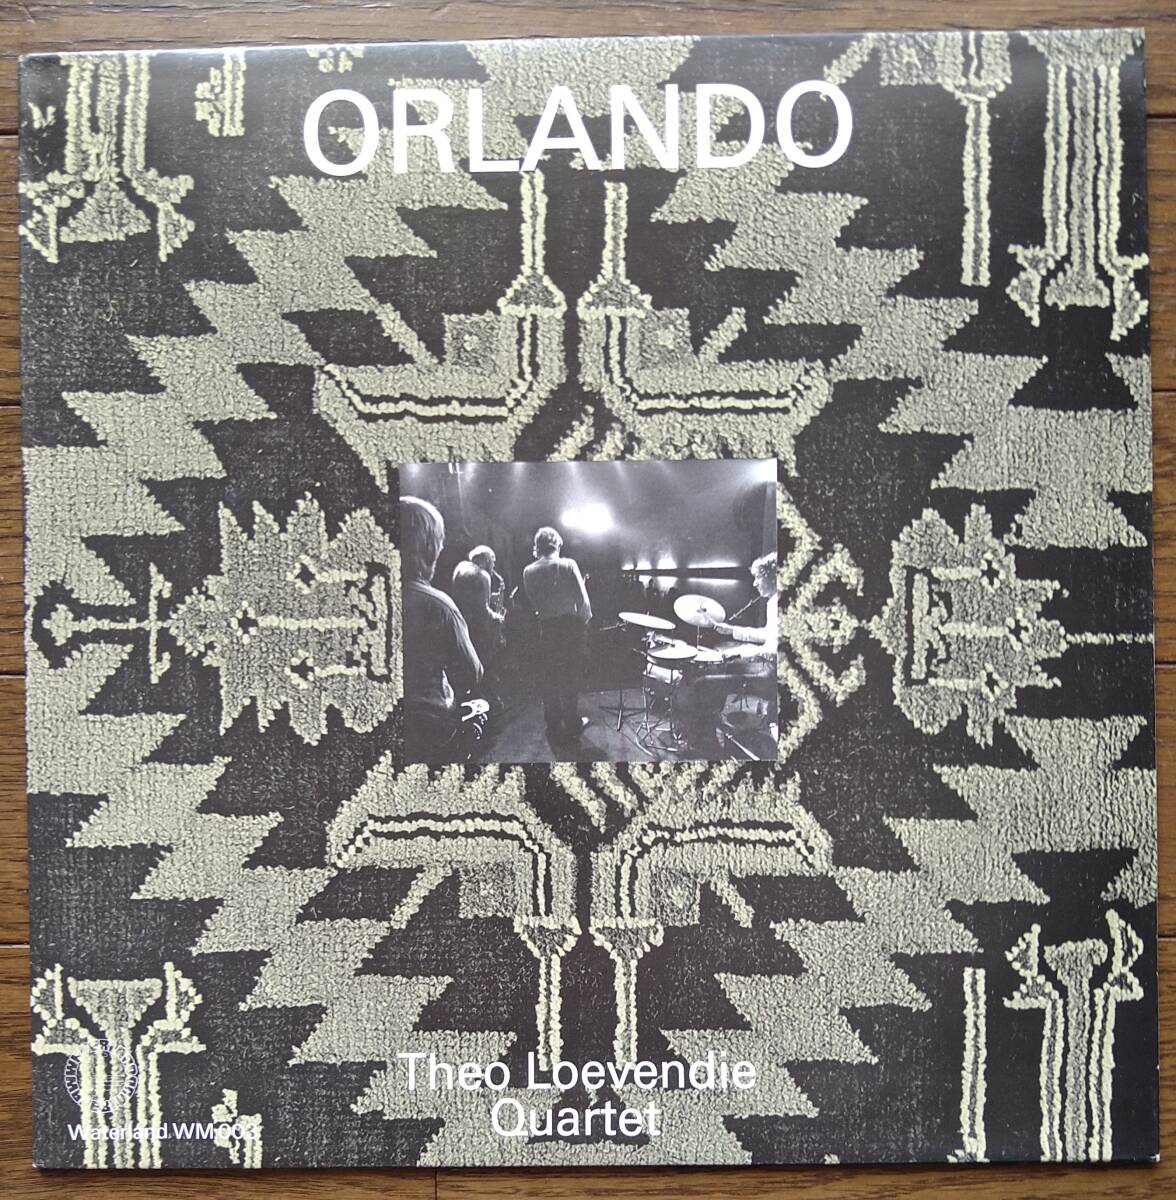 ORLANDO
Theo Loevendie
Quartet
Waterland WM 003